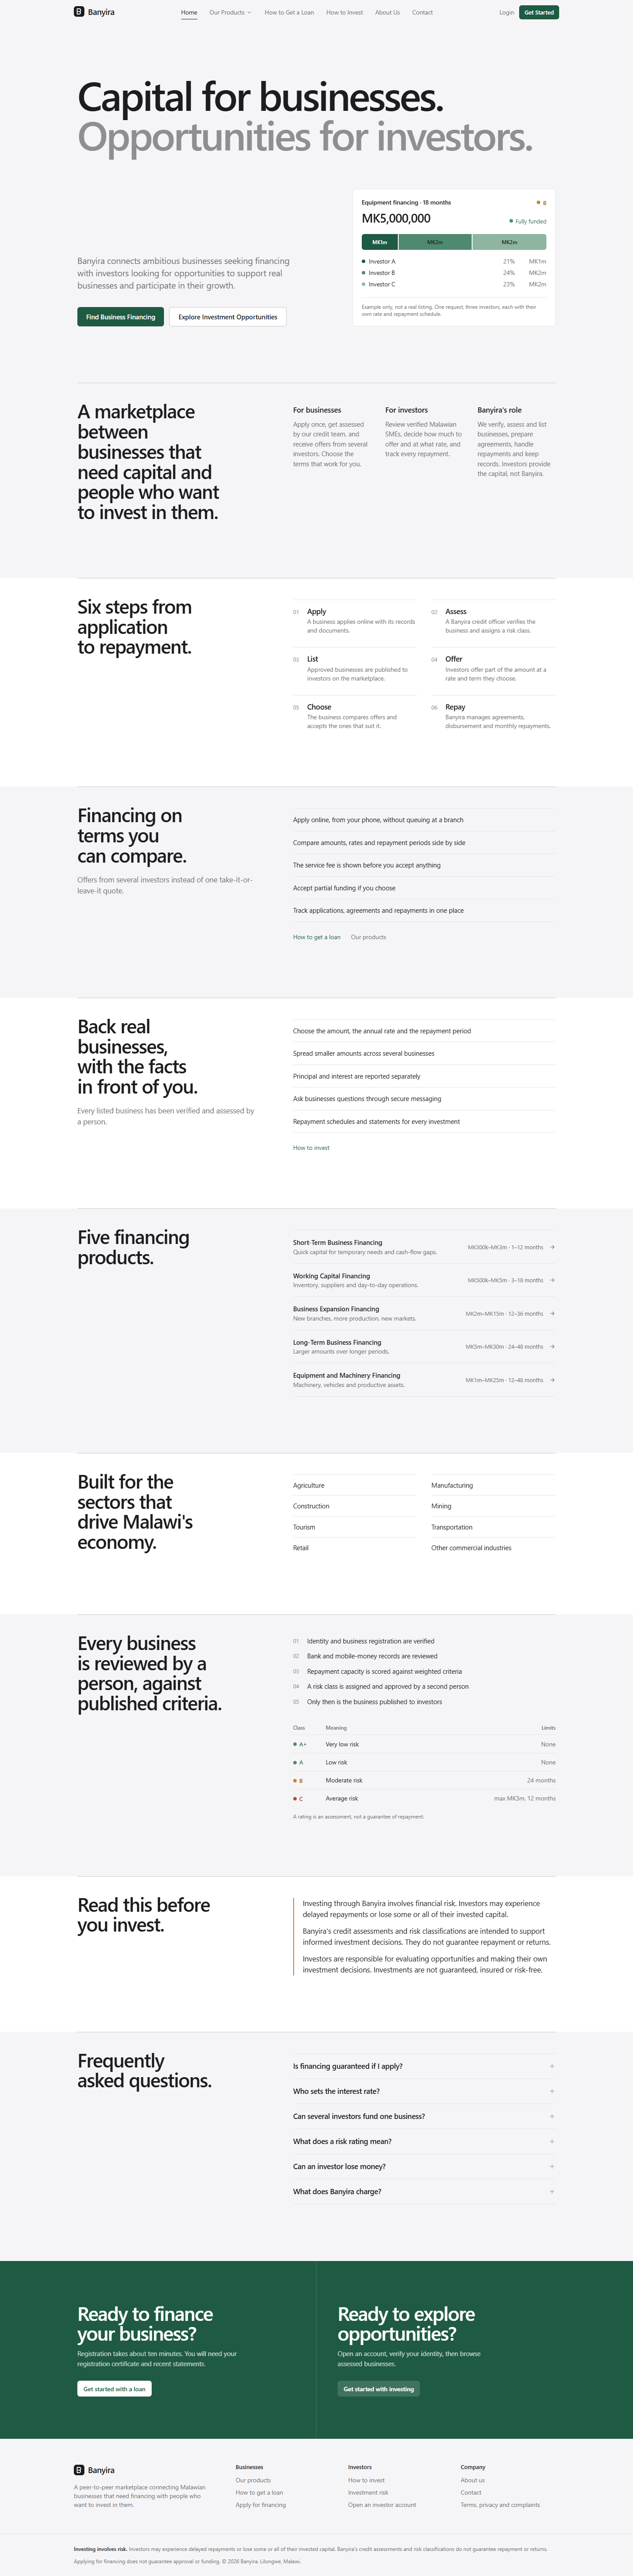 B Banyira
Home Our Products How to Get a Loan How to Invest About Us Contact
Login Get Started
Capital for businesses.
Opportunities for investors.
Banyira connects ambitious businesses seeking financing
with investors looking for opportunities to support real
businesses and participate in their growth.
Find Business Financing Explore Investment Opportunities
Equipment financing · 18 months B
MK5,000,000 Fully funded
MK1m MK2m MK2m
Investor A 21% MK1m
Investor B 24% MK2m
Investor C 23% MK2m
Example only, not a real listing. One request, three investors, each with their
own rate and repayment schedule.
A marketplace
between
businesses that
need capital and
people who want
to invest in them.
For businesses
Apply once, get assessed
by our credit team, and
receive offers from several
investors. Choose the
terms that work for you.
For investors
Review verified Malawian
SMEs, decide how much to
offer and at what rate, and
track every repayment.
Banyira's role
We verify, assess and list
businesses, prepare
agreements, handle
repayments and keep
records. Investors provide
the capital, not Banyira.
Six steps from
application
to repayment.
01 Apply
A business applies online with its records
and documents.
02 Assess
A Banyira credit officer verifies the
business and assigns a risk class.
03 List
Approved businesses are published to
investors on the marketplace.
04 Offer
Investors offer part of the amount at a
rate and term they choose.
05 Choose
The business compares offers and
accepts the ones that suit it.
06 Repay
Banyira manages agreements,
disbursement and monthly repayments.
Financing on
terms you
can compare.
Offers from several investors instead of one take-it-or-
leave-it quote.
Apply online, from your phone, without queuing at a branch
Compare amounts, rates and repayment periods side by side
The service fee is shown before you accept anything
Accept partial funding if you choose
Track applications, agreements and repayments in one place
How to get a loan Our products
Back real
businesses,
with the facts
in front of you.
Every listed business has been verified and assessed by
a person.
Choose the amount, the annual rate and the repayment period
Spread smaller amounts across several businesses
Principal and interest are reported separately
Ask businesses questions through secure messaging
Repayment schedules and statements for every investment
How to invest
Five financing
products.
Short-Term Business Financing
Quick capital for temporary needs and cash-flow gaps.
MK300k–MK3m · 1–12 months →
Working Capital Financing
Inventory, suppliers and day-to-day operations.
MK500k–MK5m · 3–18 months →
Business Expansion Financing
New branches, more production, new markets.
MK2m–MK15m · 12–36 months →
Long-Term Business Financing
Larger amounts over longer periods.
MK5m–MK30m · 24–48 months →
Equipment and Machinery Financing
Machinery, vehicles and productive assets.
MK1m–MK25m · 12–48 months →
Built for the
sectors that
drive Malawi's
economy.
Agriculture Manufacturing
Construction Mining
Tourism Transportation
Retail Other commercial industries
Every business
is reviewed by a
person, against
published criteria.
01 Identity and business registration are verified
02 Bank and mobile-money records are reviewed
03 Repayment capacity is scored against weighted criteria
04 A risk class is assigned and approved by a second person
05 Only then is the business published to investors
Class Meaning Limits
A+ Very low risk None
A Low risk None
B Moderate risk 24 months
C Average risk max MK3m, 12 months
A rating is an assessment, not a guarantee of repayment.
Read this before
you invest.
Investing through Banyira involves financial risk. Investors may experience
delayed repayments or lose some or all of their invested capital.
Banyira's credit assessments and risk classifications are intended to support
informed investment decisions. They do not guarantee repayment or returns.
Investors are responsible for evaluating opportunities and making their own
investment decisions. Investments are not guaranteed, insured or risk-free.
Frequently
asked questions.
Is financing guaranteed if I apply? +
Who sets the interest rate? +
Can several investors fund one business? +
What does a risk rating mean? +
Can an investor lose money? +
What does Banyira charge? +
Ready to finance
your business?
Registration takes about ten minutes. You will need your
registration certificate and recent statements.
Get started with a loan
Ready to explore
opportunities?
Open an account, verify your identity, then browse
assessed businesses.
Get started with investing
B Banyira
A peer-to-peer marketplace connecting Malawian
businesses that need financing with people who
want to invest in them.
Businesses
Our products
How to get a loan
Apply for financing
Investors
How to invest
Investment risk
Open an investor account
Company
About us
Contact
Terms, privacy and complaints
Investing involves risk. Investors may experience delayed repayments or lose some or all of their invested capital. Banyira's credit assessments and risk classifications do not guarantee repayment or returns.
Applying for financing does not guarantee approval or funding. © 2026 Banyira. Lilongwe, Malawi.